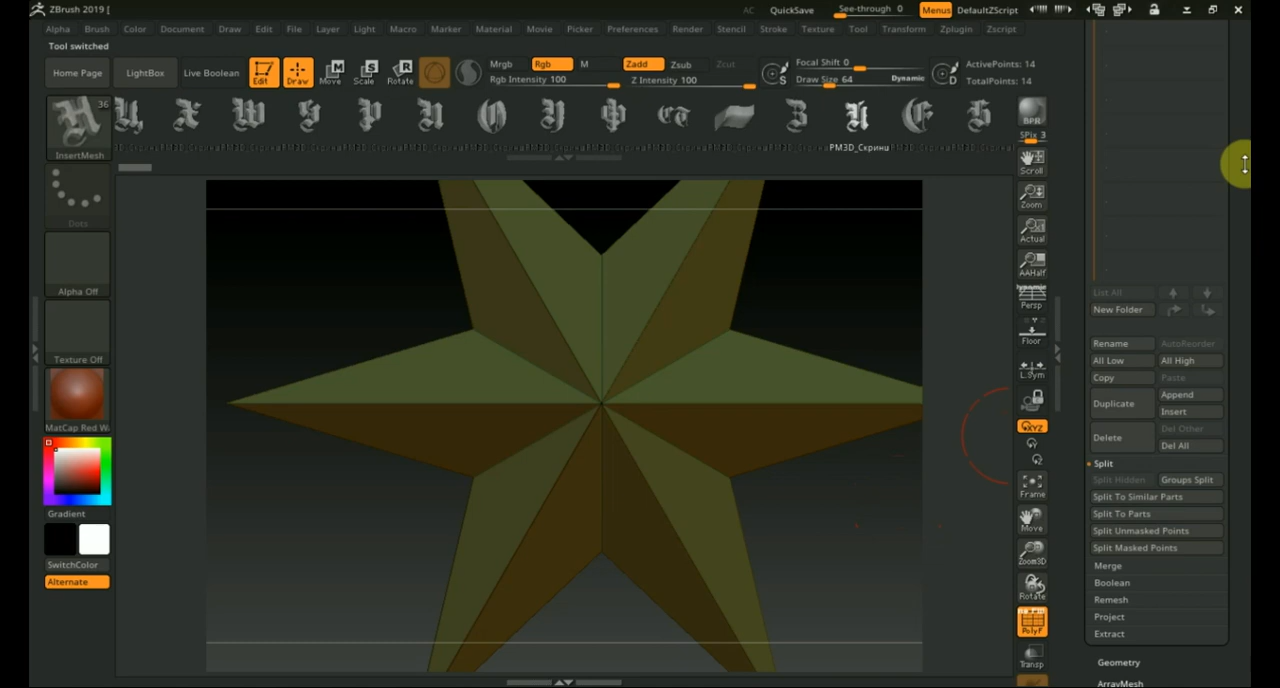 ZBrush 2019 [
AC QuickSave See-through 0 Menus DefaultZScript
Alpha Brush Color Document Draw Edit File Layer Light Macro Marker Material Movie Picker Preferences Render Stencil Stroke Texture Tool Transform Zplugin Zscript
Tool switched
Home Page LightBox Live Boolean Edit Draw Move Scale Rotate
Mrgb Rgb M Zadd Zsub Zcut
Rgb Intensity 100 Z Intensity 100
Focal Shift 0
Draw Size 64 Dynamic
ActivePoints: 14
TotalPoints: 14
36
InsertMesh
PM3D_Скрипи
BPR
SPix 3
Scroll
Zoom
Actual
AAHalf
Dynamic
Persp
Floor
L.Sym
XYZ
Frame
Move
Zoom3D
Rotate
PolyF
Transp
Dots
Alpha Off
Texture Off
MatCap Red W
Gradient
SwitchColor
Alternate
List All
New Folder
Rename AutoReorder
All Low All High
Copy Paste
Duplicate Append
Insert
Delete Del Other
Del All
Split
Split Hidden Groups Split
Split To Similar Parts
Split To Parts
Split Unmasked Points
Split Masked Points
Merge
Boolean
Remesh
Project
Extract
Geometry
ArrayMesh